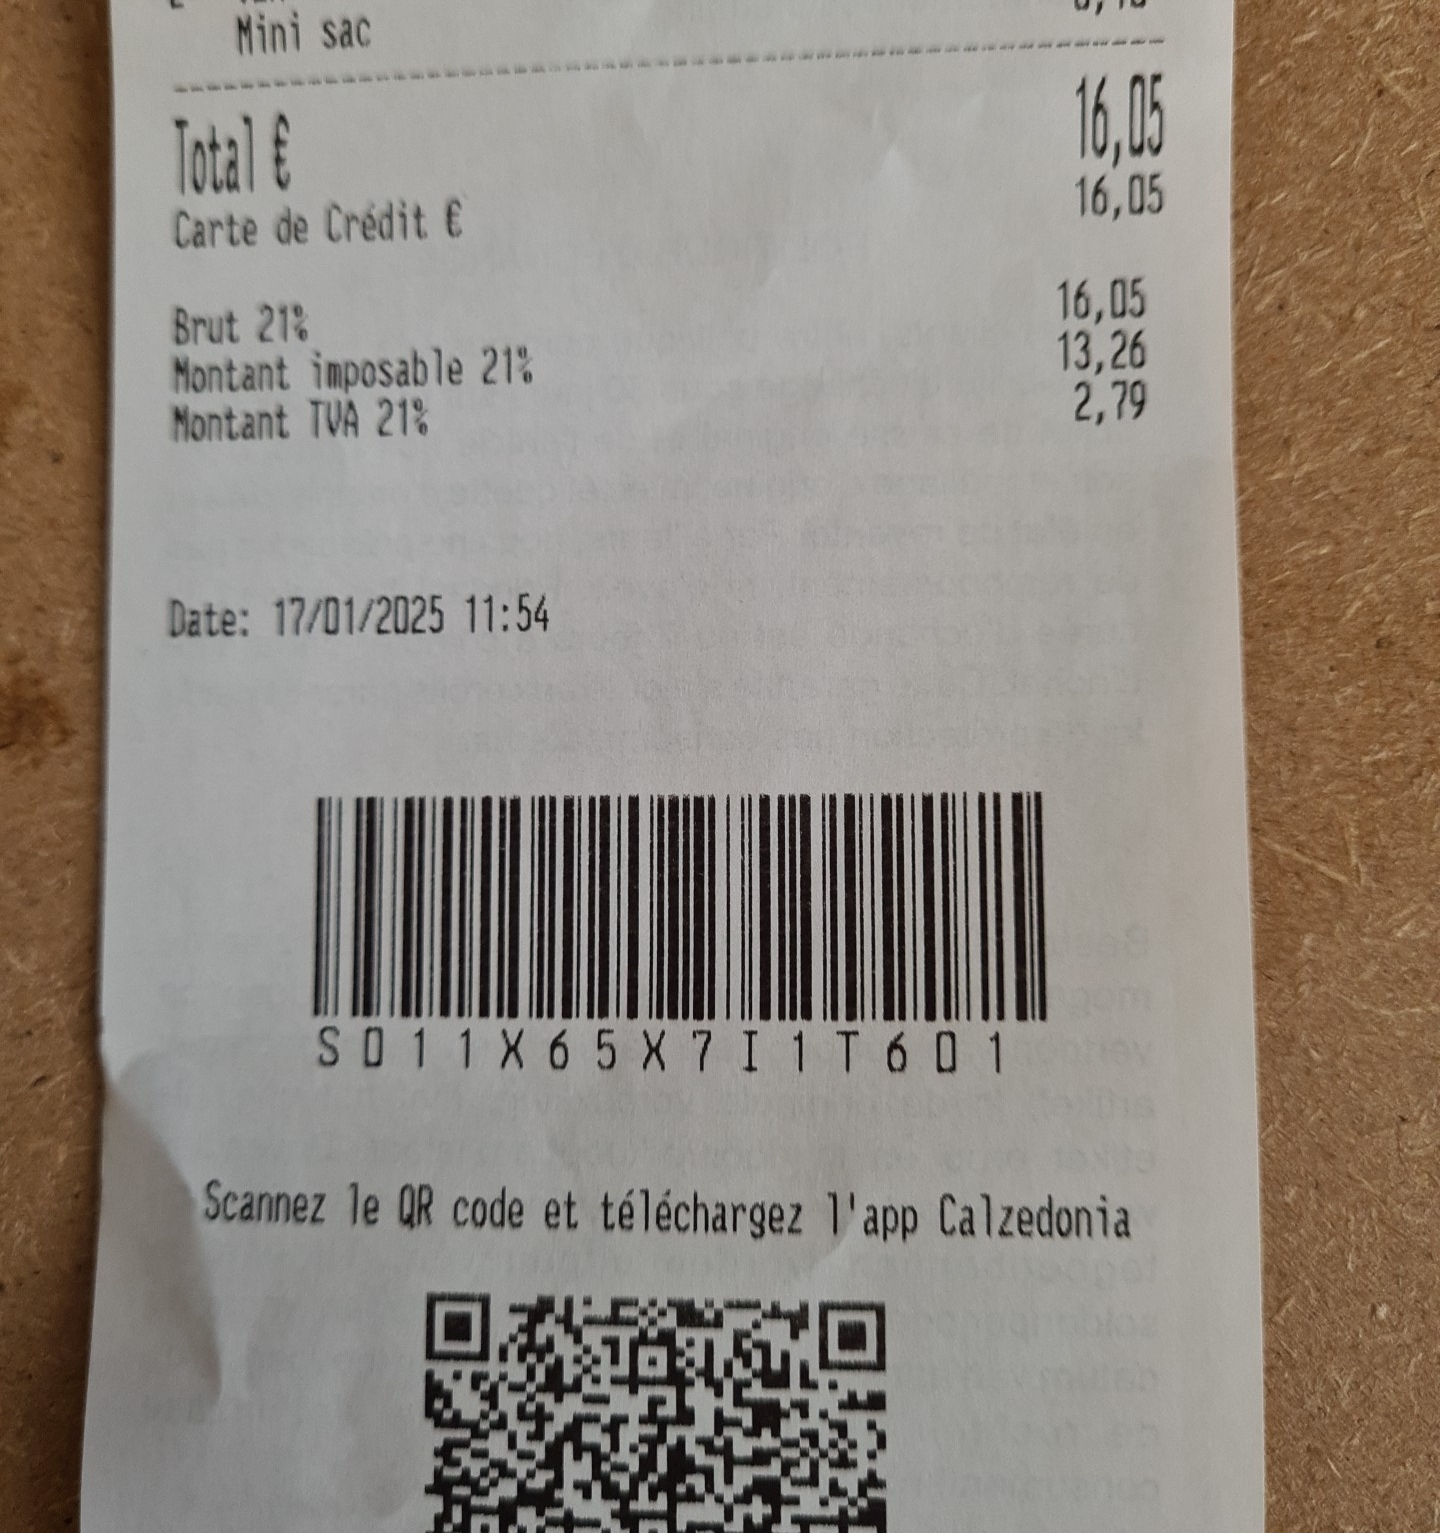 Mini sac
Total € 16,05
Carte de Crédit € 16,05
Brut 21% 16,05
Montant imposable 21% 13,26
Montant TVA 21% 2,79
Date: 17/01/2025 11:54
S011X65X7I1T601
Scannez le QR code et téléchargez l'app Calzedonia